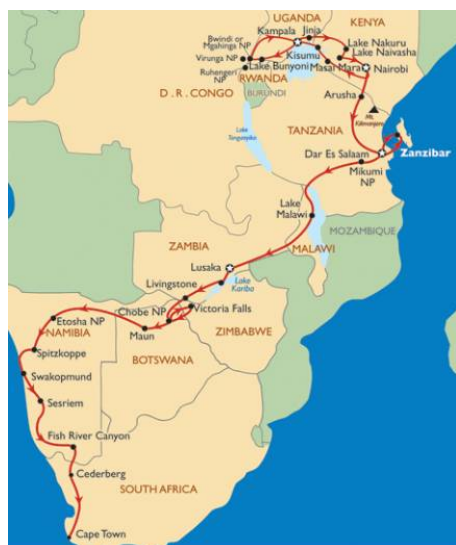 UGANDA
KENYA
Kampala
Jinja
Bwindi or
Mgahinga NP
Lake Nakuru
Lake Naivasha
Virunga NP
Kisumu
Lake Bunyoni
Masai Mara
Nairobi
Ruhengeri
NP
RWANDA
BURUNDI
D . R . CONGO
Arusha
Mt.
Kilimanjaro
Lake
Tanganyika
TANZANIA
Dar Es Salaam
Zanzibar
Mikumi
NP
Lake
Malawi
MOZAMBIQUE
ZAMBIA
MALAWI
Lusaka
Livingstone
Lake
Kariba
Chobe NP
Victoria Falls
Etosha NP
ZIMBABWE
NAMIBIA
Maun
Spitzkoppe
BOTSWANA
Swakopmund
Sesriem
Fish River Canyon
Cederberg
SOUTH AFRICA
Cape Town